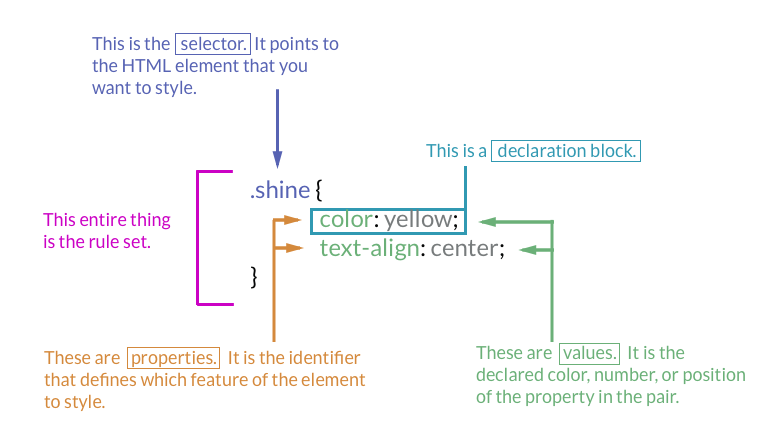 This is the selector. It points to
the HTML element that you
want to style.
This is a declaration block.
.shine {
color: yellow;
text-align: center;
}
This entire thing
is the rule set.
These are properties. It is the identifier
that defines which feature of the element
to style.
These are values. It is the
declared color, number, or position
of the property in the pair.